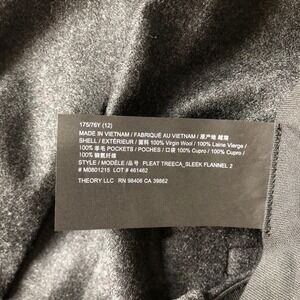 175/76Y (12)
MADE IN VIETNAM / FABRIQUÉ AU VIETNAM / 原产地 越南
SHELL / EXTÉRIEUR / 面料 100% Virgin Wool / 100% Laine Vierge /
100% 羊毛 POCKETS / POCHES / 口袋 100% Cupro / 100% Cupro /
100% 铜氨纤维
STYLE / MODÈLE / 品名 PLEAT TREECA_SLEEK FLANNEL 2
# M0801215 LOT # 461462
THEORY LLC RN 98406 CA 39862